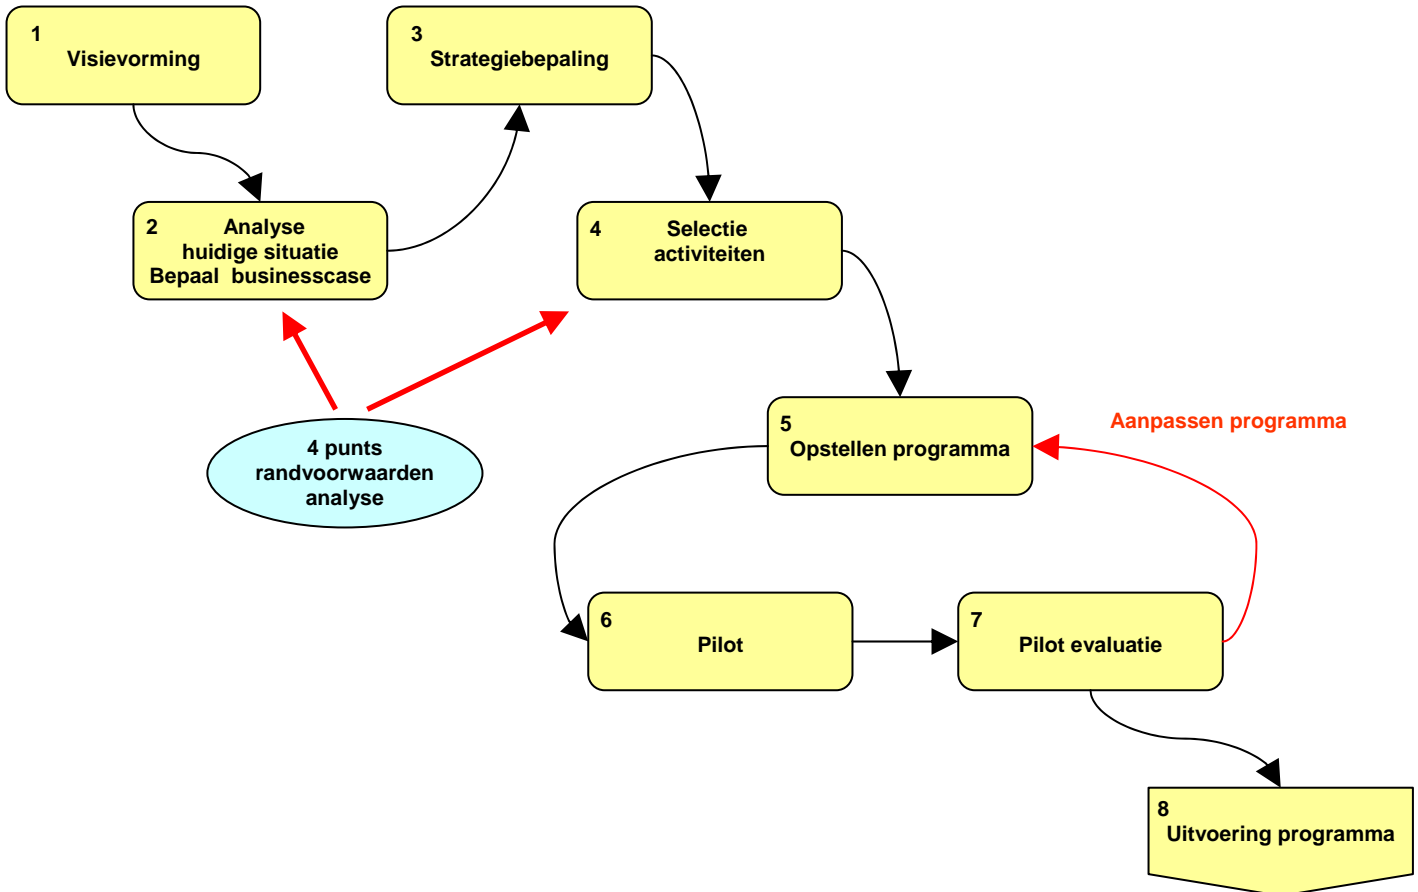 1
Visievorming
3
Strategiebepaling
2 Analyse
huidige situatie
Bepaal businesscase
4 Selectie
activiteiten
4 punts
randvoorwaarden
analyse
5
Opstellen programma
Aanpassen programma
6
Pilot
7
Pilot evaluatie
8
Uitvoering programma